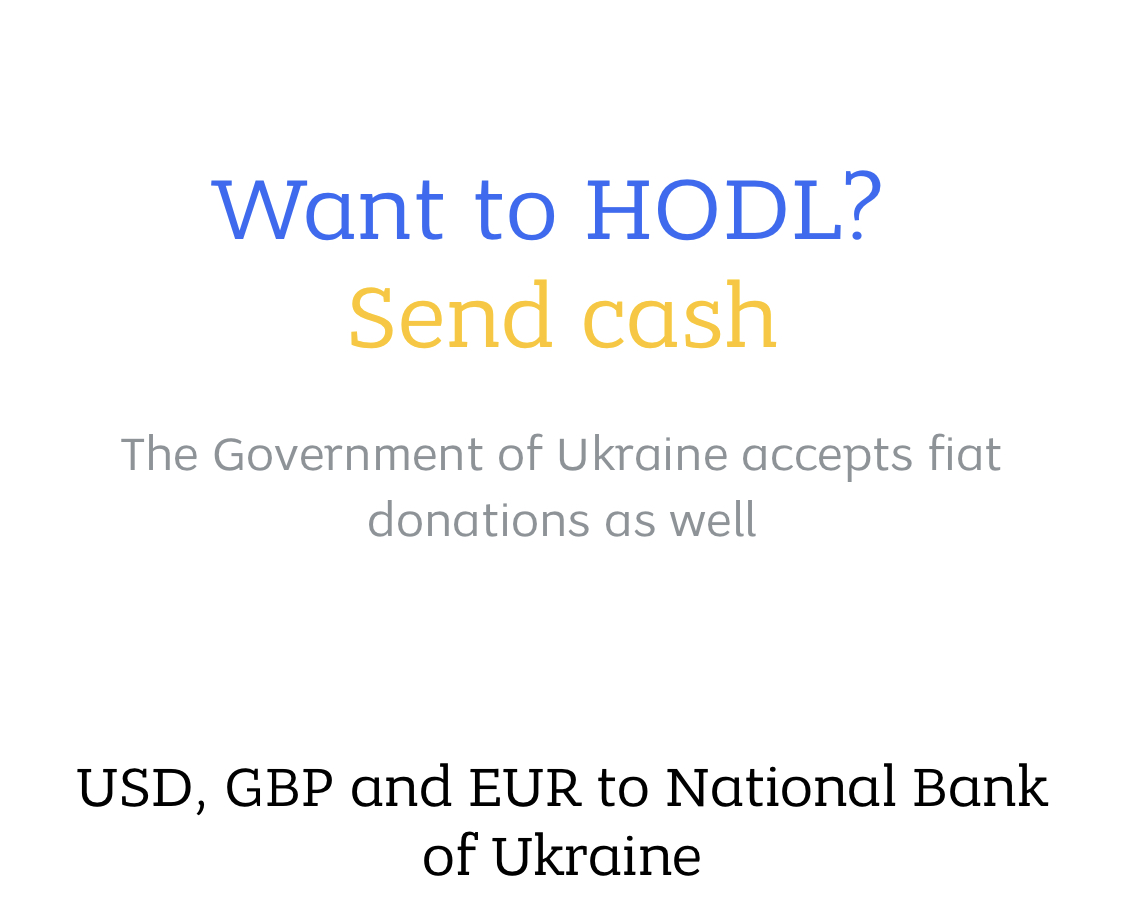 Want to HODL?
Send cash
The Government of Ukraine accepts fiat
donations as well
USD, GBP and EUR to National Bank
of Ukraine